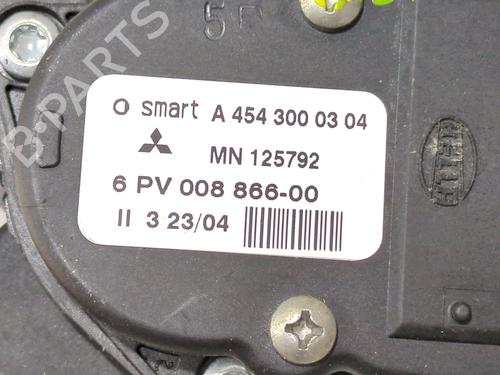 5
smart A 454 300 03 04
MN 125792
6 PV 008 866-00
II 3 23/04
HELLA
B-PARTS